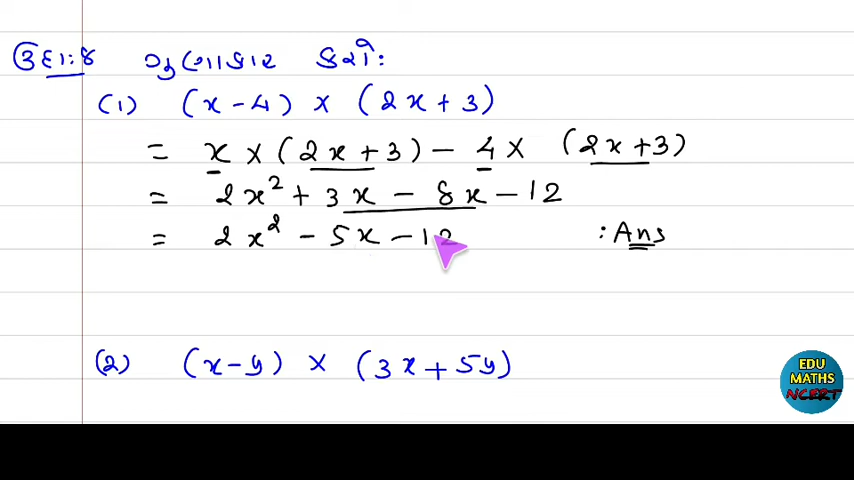 ઉદા:8 ગુણાકાર કરો:
(1) (x-4) × (2x+3)
= x × (2x+3) - 4 × (2x+3)
= 2x² + 3x - 8x - 12
= 2x² - 5x - 12 : Ans
(2) (x-y) × (3x+5y)
EDU
MATHS
NCERT